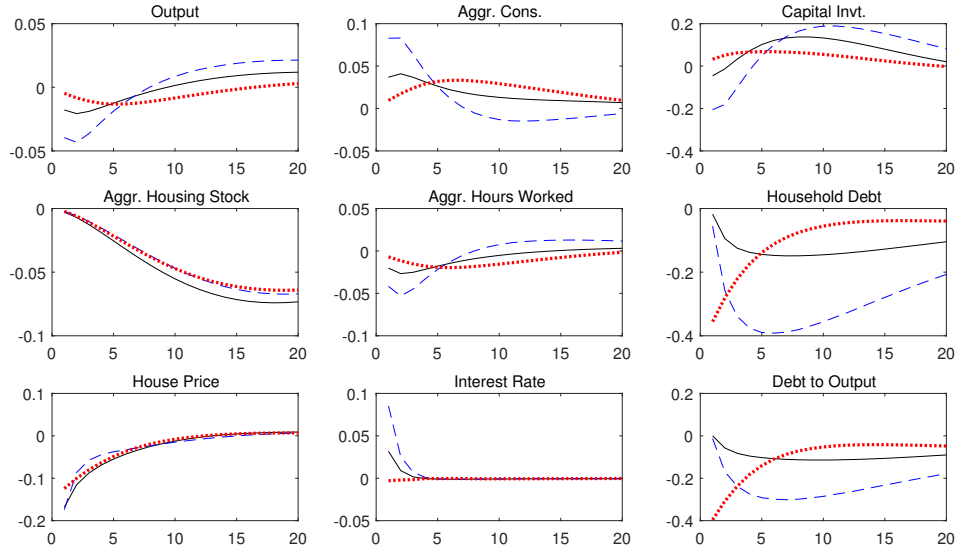 Output
Aggr. Cons.
Capital Invt.
0.05
0
-0.05
0 5 10 15 20
0.1
0.05
0
-0.05
0 5 10 15 20
0.2
0
-0.2
-0.4
0 5 10 15 20
Aggr. Housing Stock
Aggr. Hours Worked
Household Debt
0
-0.05
-0.1
0 5 10 15 20
0.05
0
-0.05
-0.1
0 5 10 15 20
0
-0.2
-0.4
0 5 10 15 20
House Price
Interest Rate
Debt to Output
0.1
0
-0.1
-0.2
0 5 10 15 20
0.1
0.05
0
-0.05
0 5 10 15 20
0.2
0
-0.2
-0.4
0 5 10 15 20